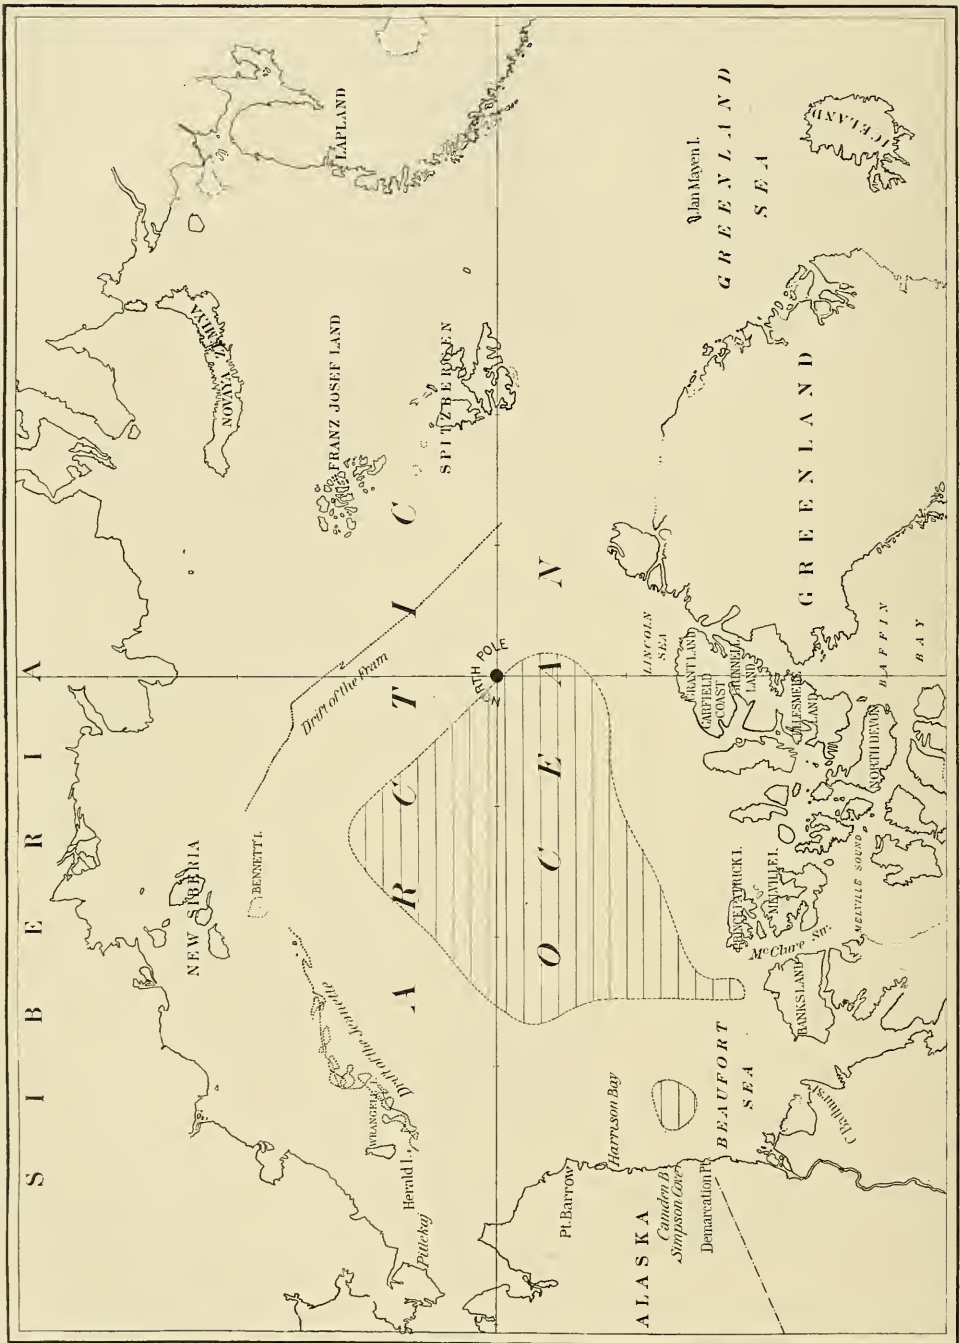 SIBERIA
ARCTIC
OCEAN
NEW SIBERIA
BENNETT I.
Drift of the Fram
Drift of the Jeannette
WRANGELL
Herald I.
Pitlekaj
NORTH POLE
NOVAYA ZEMLYA
FRANZ JOSEF LAND
SPITZBERGEN
LAPLAND
Jan Mayen I.
GREENLAND
SEA
ICELAND
GREENLAND
LINCOLN
SEA
GRANT LAND
GARFIELD
COAST
GRINNELL
LAND
ELLESMERE
LAND
BAFFIN
BAY
NORTH DEVON
PRINCE PATRICK I.
MELVILLE I.
MELVILLE SOUND
McClure Str.
BANKS LAND
BEAUFORT
SEA
C. Bathurst
Harrison Bay
Pt. Barrow
ALASKA
Camden B.
Simpson Cove
Demarcation Pt.